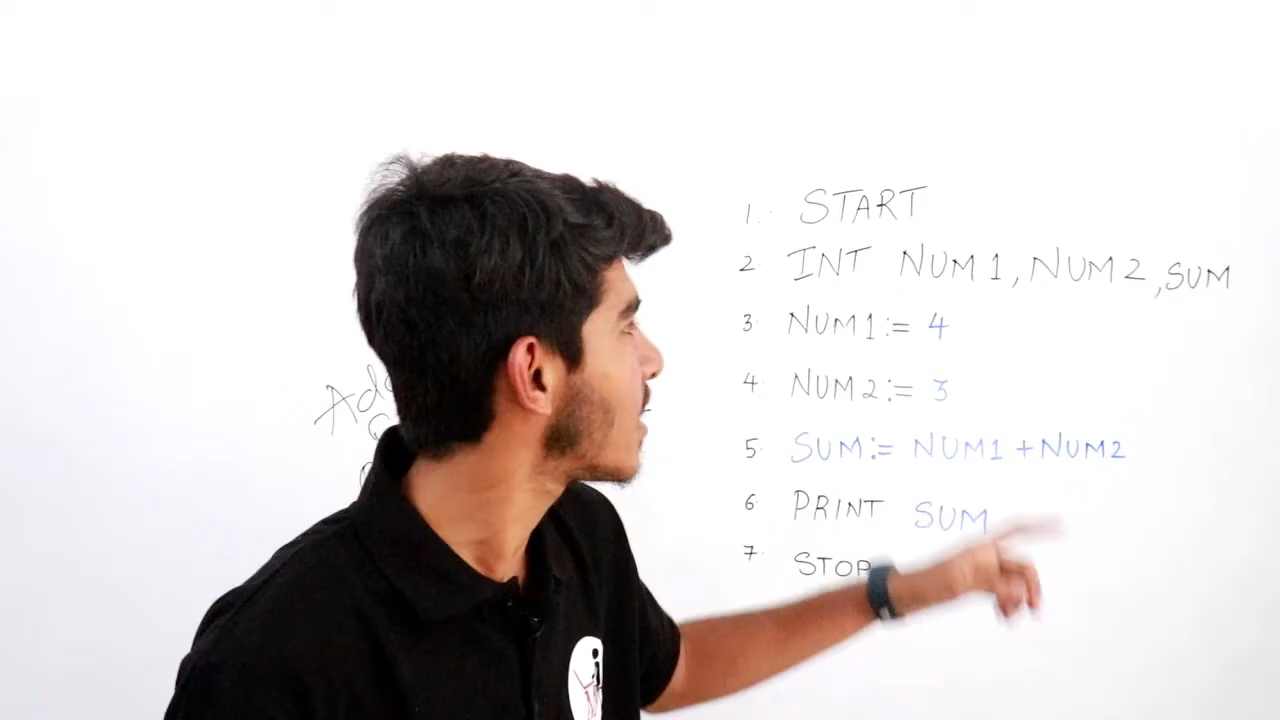 1. START
2. INT NUM1, NUM2, SUM
3. NUM1:= 4
4. NUM2:= 3
5. SUM:= NUM1 + NUM2
6. PRINT SUM
7. STOP